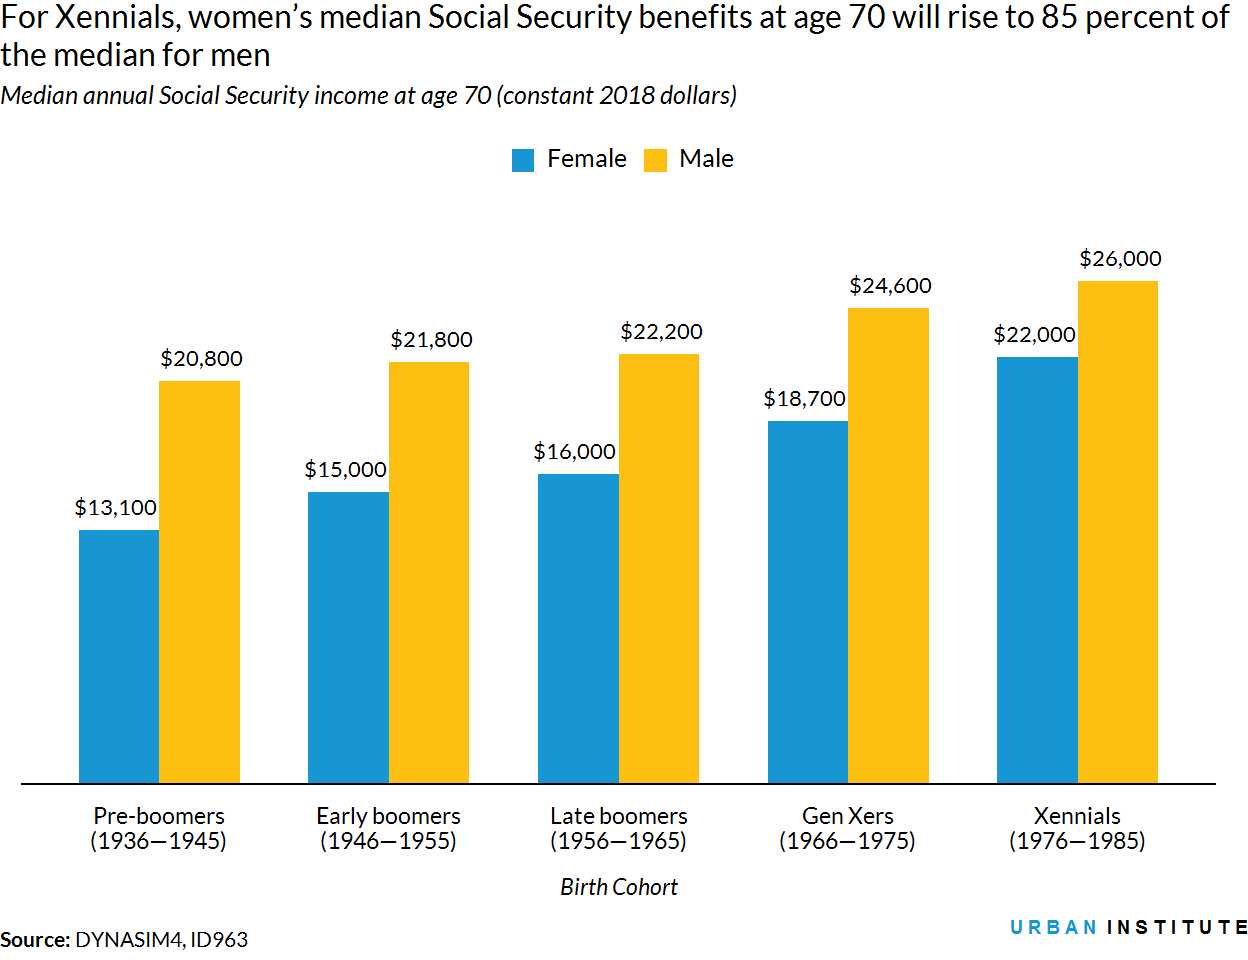 For Xennials, women’s median Social Security benefits at age 70 will rise to 85 percent of
the median for men
Median annual Social Security income at age 70 (constant 2018 dollars)
Female Male
$13,100 $20,800 $15,000 $21,800 $16,000 $22,200 $18,700 $24,600 $22,000 $26,000
Pre-boomers Early boomers Late boomers Gen Xers Xennials
(1936—1945) (1946—1955) (1956—1965) (1966—1975) (1976—1985)
Birth Cohort
URBAN INSTITUTE
Source: DYNASIM4, ID963